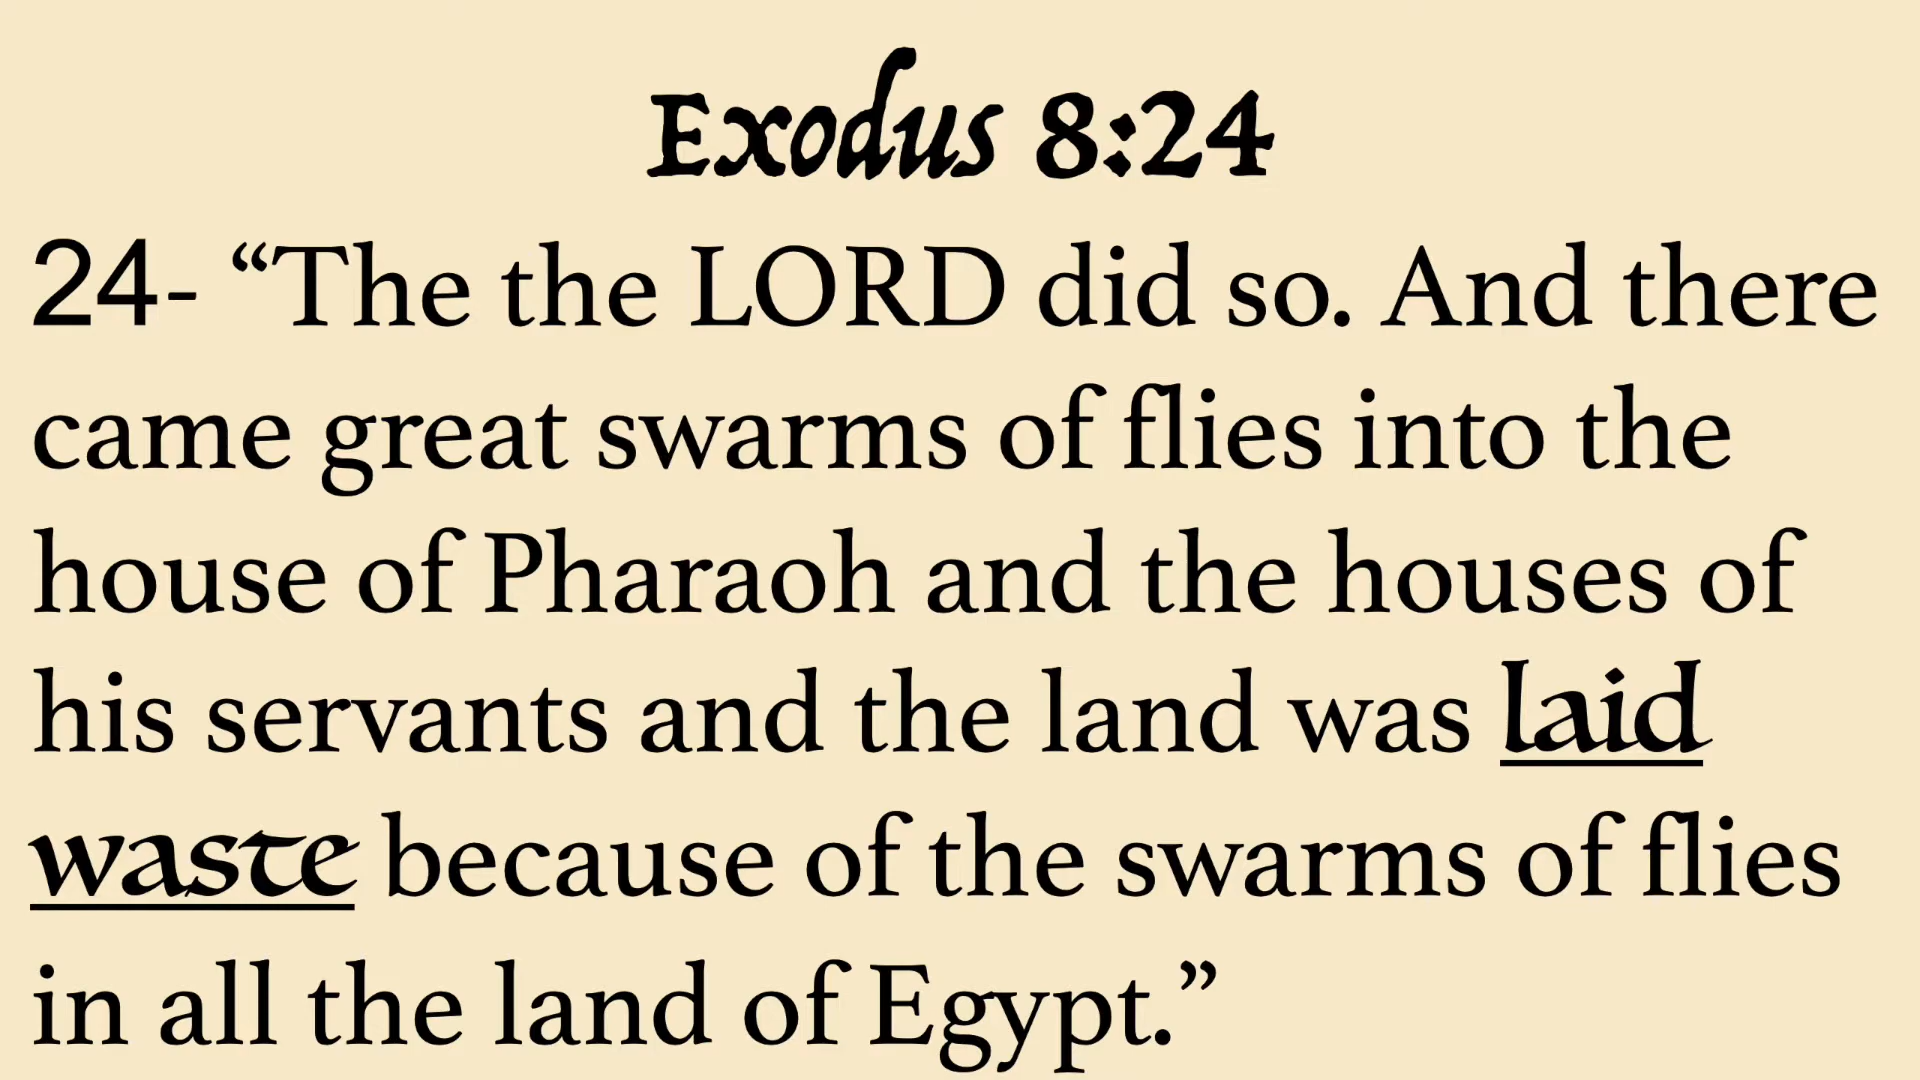 Exodus 8:24
24- “The the LORD did so. And there
came great swarms of flies into the
house of Pharaoh and the houses of
his servants and the land was laid
waste because of the swarms of flies
in all the land of Egypt.”